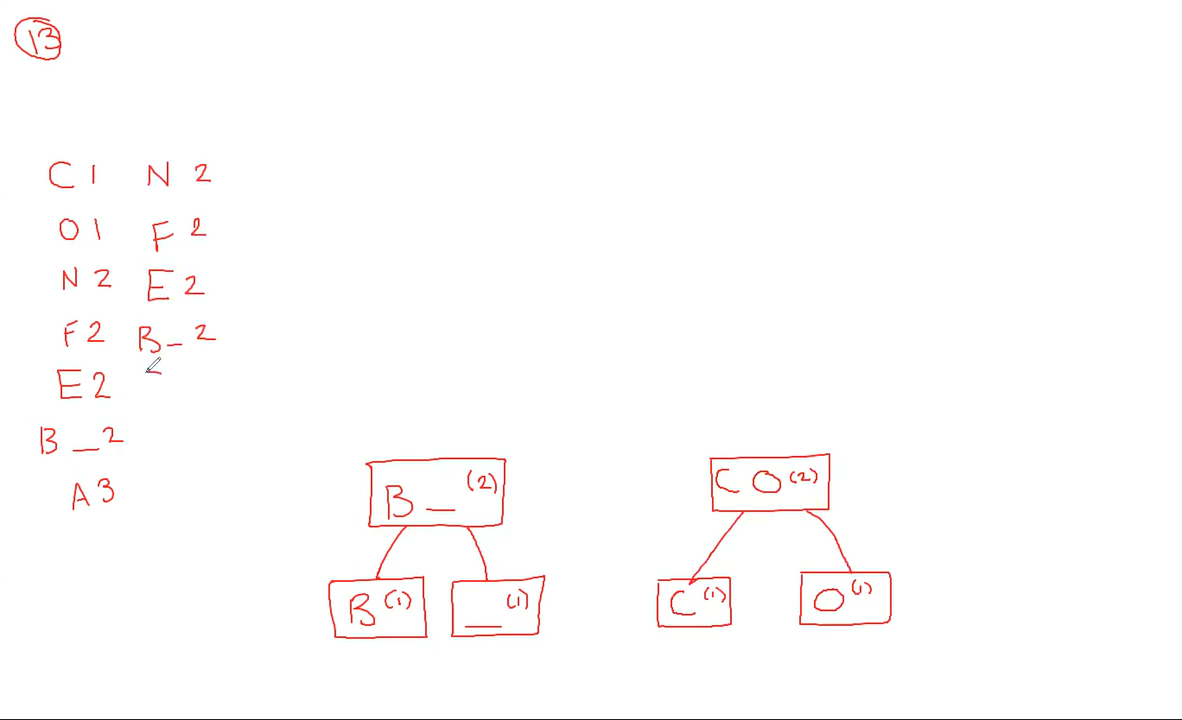 13
C 1 N 2
O 1 F 2
N 2 E 2
F 2 B _ 2
E 2
B _ 2
A 3
B _ (2) C O (2)
B (1) _ (1) C (1) O (1)